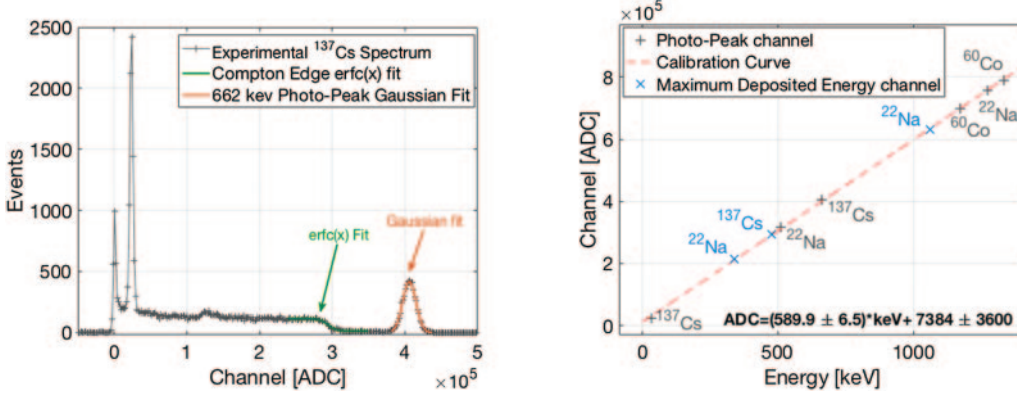 2500
2000
1500
1000
500
0
Events
Experimental ¹³⁷Cs Spectrum
Compton Edge erfc(x) fit
662 kev Photo-Peak Gaussian Fit
Gaussian fit
erfc(x) Fit
0 1 2 3 4 5
Channel [ADC]
×10⁵
×10⁵
8
6
4
2
0
Channel [ADC]
Photo-Peak channel
Calibration Curve
Maximum Deposited Energy channel
⁶⁰Co
²²Na
²²Na
⁶⁰Co
¹³⁷Cs
¹³⁷Cs
²²Na
²²Na
¹³⁷Cs
ADC=(589.9 ± 6.5)*keV+ 7384 ± 3600
0 500 1000
Energy [keV]